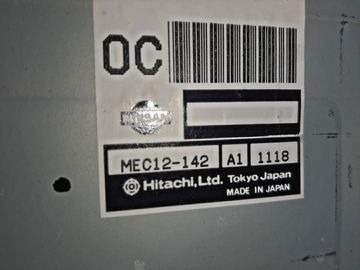 OC
NISSAN
MEC12-142 A1 1118
Hitachi, Ltd. Tokyo Japan
MADE IN JAPAN